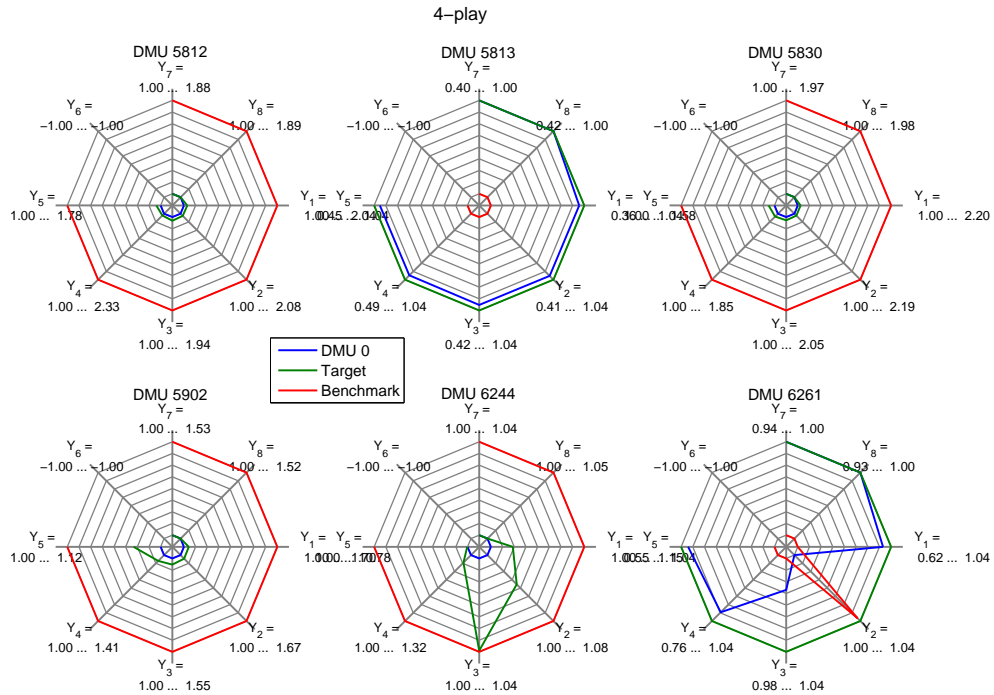 4−play
DMU 5812
Y7 =
1.00 ... 1.88
Y8 =
1.00 ... 1.89
Y6 =
−1.00 ... −1.00
Y5 =
1.00 ... 1.78
Y1 =
Y4 =
1.00 ... 2.33
Y2 =
1.00 ... 2.08
Y3 =
1.00 ... 1.94
DMU 5813
Y7 =
0.40 ... 1.00
Y8 =
0.42 ... 1.00
Y6 =
−1.00 ... −1.00
Y5 =
Y1 =
Y4 =
0.49 ... 1.04
Y2 =
0.41 ... 1.04
Y3 =
0.42 ... 1.04
DMU 5830
Y7 =
1.00 ... 1.97
Y8 =
1.00 ... 1.98
Y6 =
−1.00 ... −1.00
Y5 =
Y1 =
1.00 ... 2.20
Y4 =
1.00 ... 1.85
Y2 =
1.00 ... 2.19
Y3 =
1.00 ... 2.05
DMU 0
Target
Benchmark
DMU 5902
Y7 =
1.00 ... 1.53
Y8 =
1.00 ... 1.52
Y6 =
−1.00 ... −1.00
Y5 =
1.00 ... 1.12
Y1 =
Y4 =
1.00 ... 1.41
Y2 =
1.00 ... 1.67
Y3 =
1.00 ... 1.55
DMU 6244
Y7 =
1.00 ... 1.04
Y8 =
1.00 ... 1.05
Y6 =
−1.00 ... −1.00
Y5 =
Y1 =
Y4 =
1.00 ... 1.32
Y2 =
1.00 ... 1.08
Y3 =
1.00 ... 1.04
DMU 6261
Y7 =
0.94 ... 1.00
Y8 =
0.93 ... 1.00
Y6 =
−1.00 ... −1.00
Y5 =
Y1 =
0.62 ... 1.04
Y4 =
0.76 ... 1.04
Y2 =
1.00 ... 1.04
Y3 =
0.98 ... 1.04